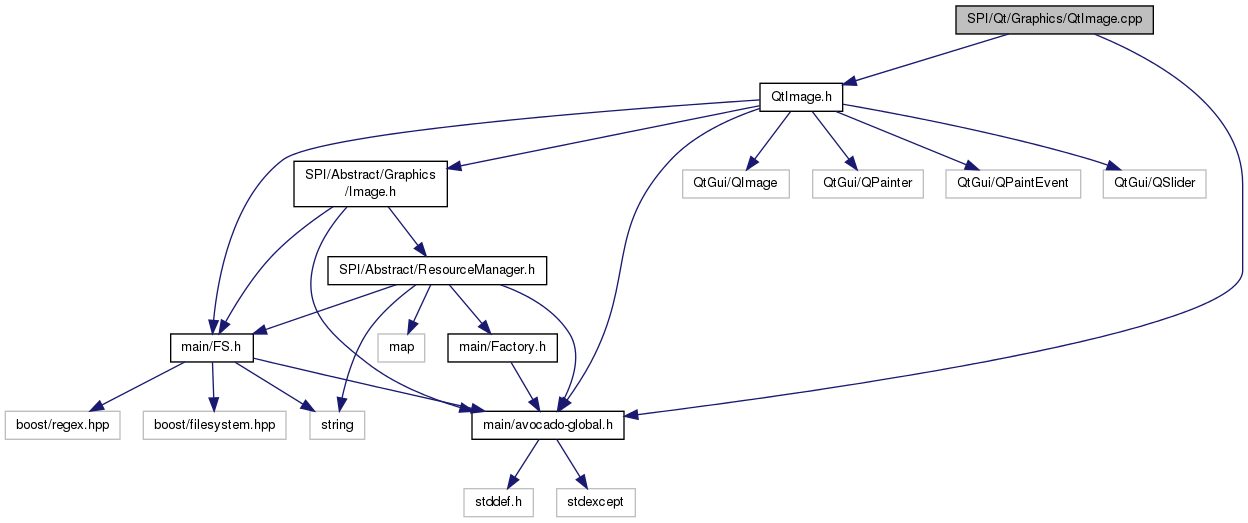 SPI/Qt/Graphics/QtImage.cpp
QtImage.h
SPI/Abstract/Graphics
/Image.h
QtGui/QImage
QtGui/QPainter
QtGui/QPaintEvent
QtGui/QSlider
SPI/Abstract/ResourceManager.h
main/FS.h
map
main/Factory.h
boost/regex.hpp
boost/filesystem.hpp
string
main/avocado-global.h
stddef.h
stdexcept